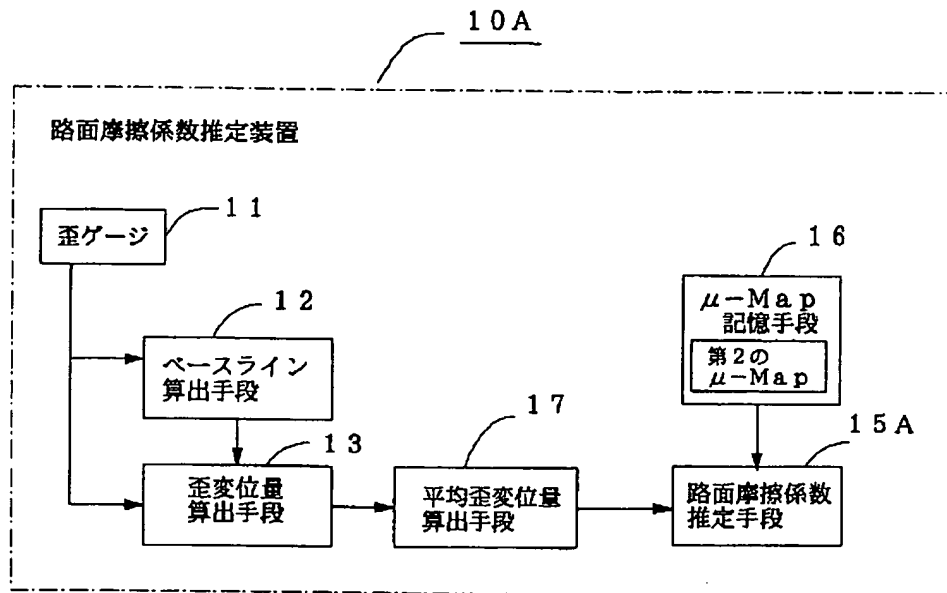 10A
路面摩擦係数推定装置
歪ゲージ
11
16
μ-Map
記憶手段
第2の
μ-Map
12
ベースライン
算出手段
17
15A
13
歪変位量
算出手段
平均歪変位量
算出手段
路面摩擦係数
推定手段